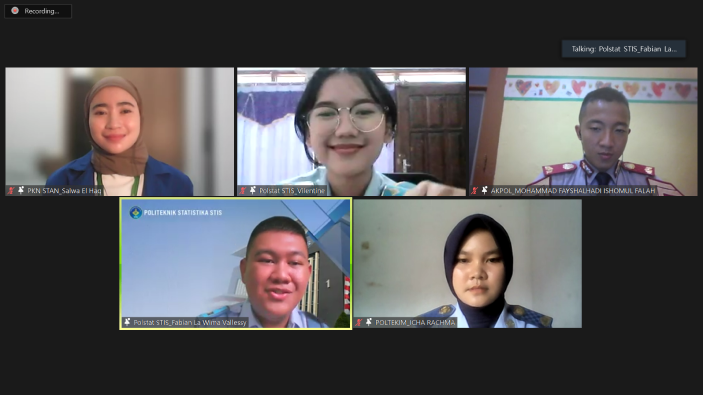 Recording...
Talking: Polstat STIS_Fabian La...
PKN STAN_Salwa El Haq
Polstat STIS_Vilentine
AKPOL_MOHAMMAD FAYSHALHADI ISHOMUL FALAH
POLITEKNIK STATISTIKA STIS
Polstat STIS_Fabian La Wima Vallessy
POLTEKIM_ICHA RACHMA